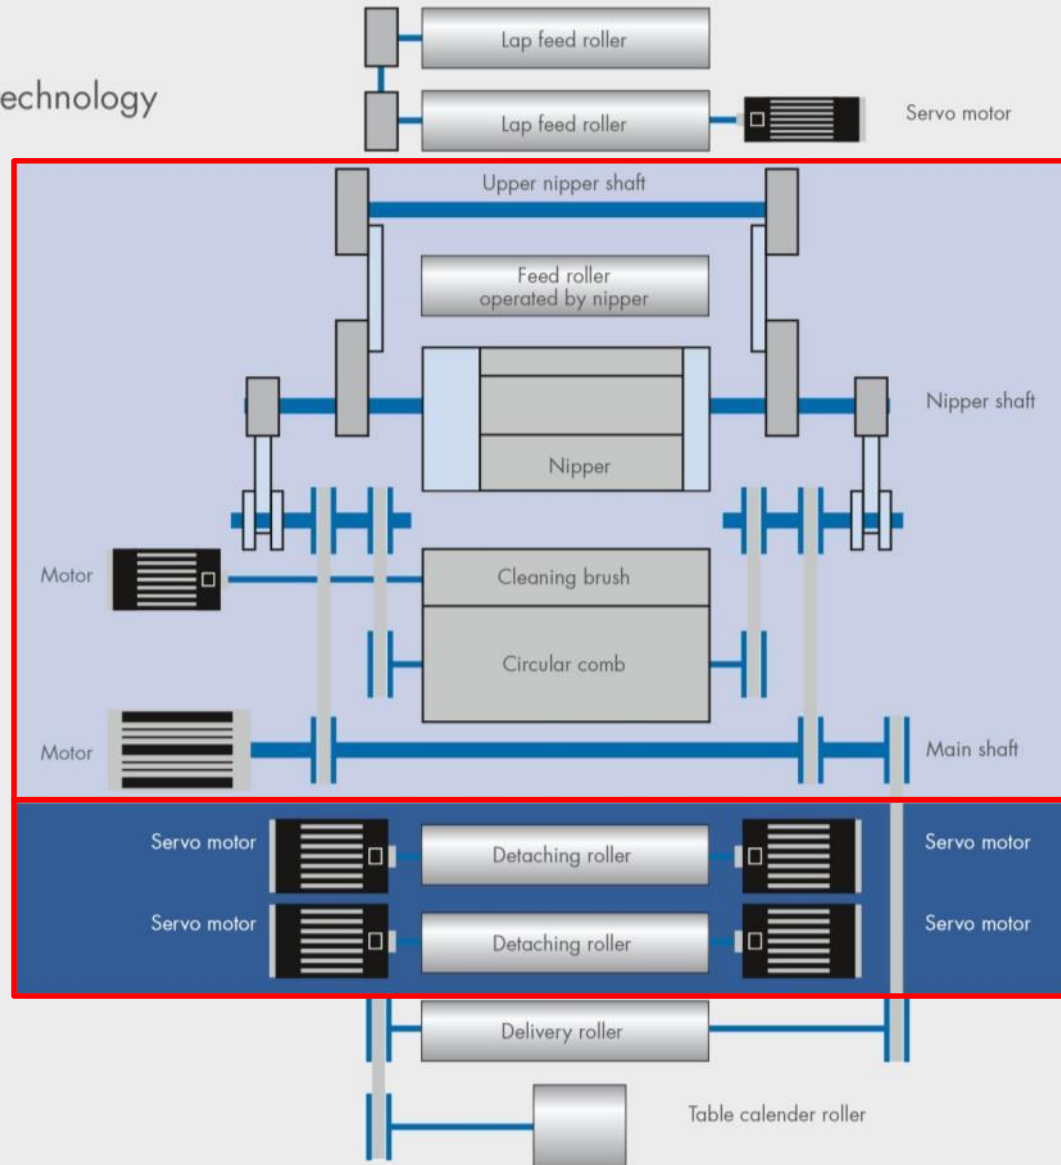 Lap feed roller
echnology
Lap feed roller
Servo motor
Upper nipper shaft
Feed roller
operated by nipper
Nipper shaft
Nipper
Motor
Cleaning brush
Circular comb
Motor
Main shaft
Servo motor
Detaching roller
Servo motor
Servo motor
Detaching roller
Servo motor
Delivery roller
Table calender roller